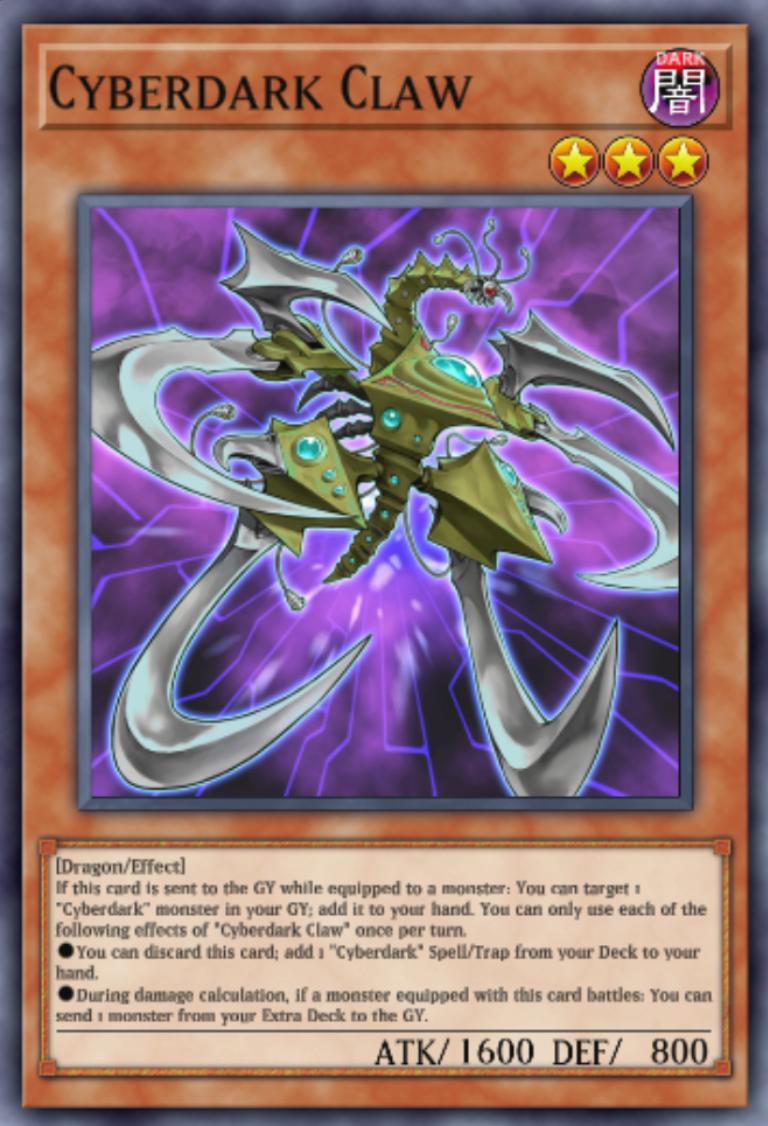 Cyberdark Claw
DARK
闇
[Dragon/Effect]
If this card is sent to the GY while equipped to a monster: You can target 1
"Cyberdark" monster in your GY; add it to your hand. You can only use each of the
following effects of "Cyberdark Claw" once per turn.
●You can discard this card; add 1 "Cyberdark" Spell/Trap from your Deck to your
hand.
●During damage calculation, if a monster equipped with this card battles: You can
send 1 monster from your Extra Deck to the GY.
ATK/ 1600 DEF/ 800